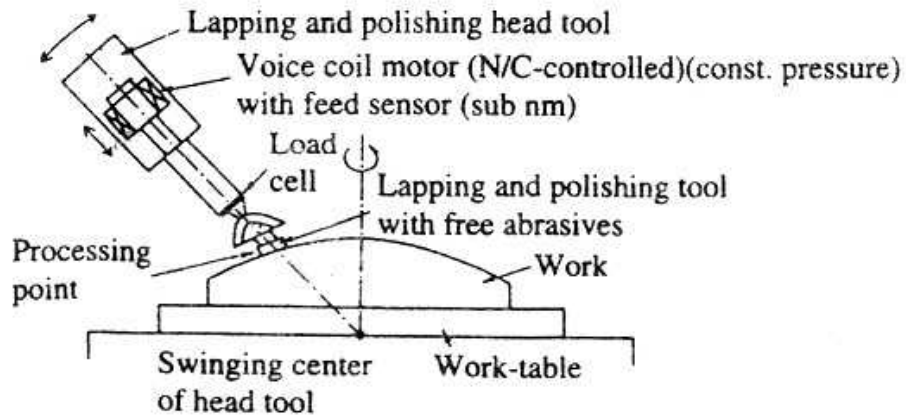 Lapping and polishing head tool
Voice coil motor (N/C-controlled)(const. pressure)
with feed sensor (sub nm)
Load
cell
Lapping and polishing tool
with free abrasives
Processing
point
Work
Swinging center
of head tool
Work-table